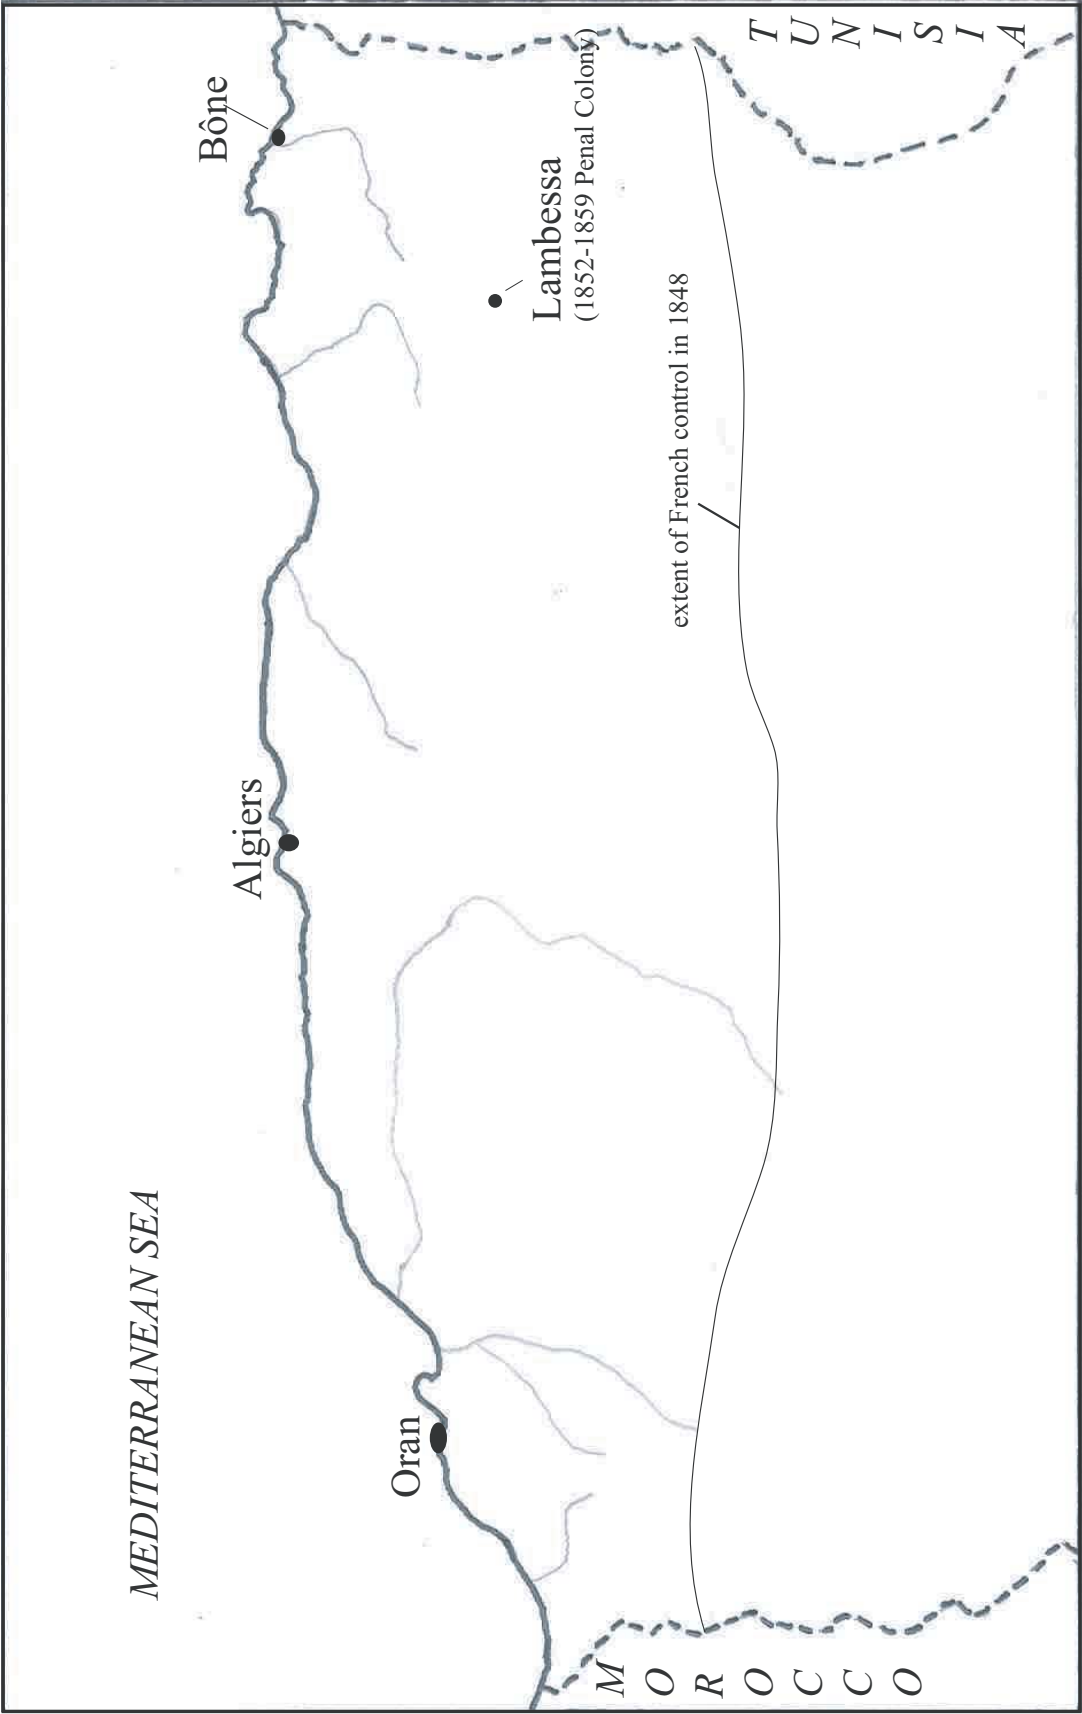 MEDITERRANEAN SEA
Oran
Algiers
Bône
Lambessa
(1852-1859 Penal Colony)
extent of French control in 1848
MOROCCO
TUNISIA